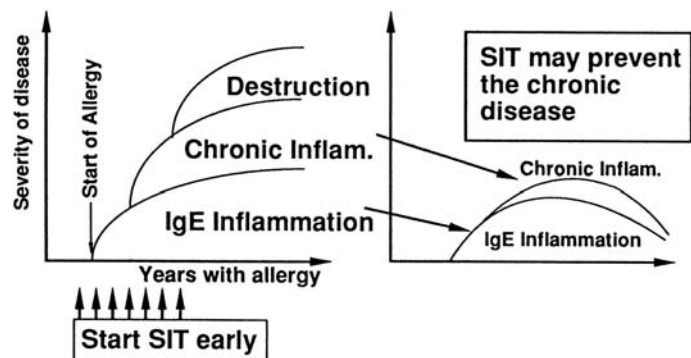 Severity of disease
Start of Allergy
Destruction
Chronic Inflam.
IgE Inflammation
Years with allergy
Start SIT early
SIT may prevent
the chronic
disease
Chronic Inflam.
IgE Inflammation